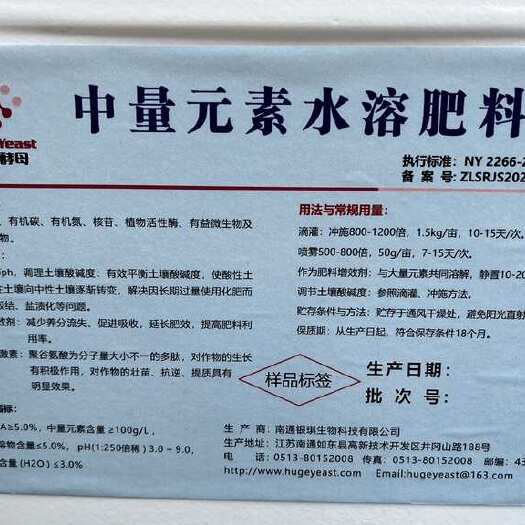 中量元素水溶肥料
Yeast
酵母
执行标准: NY 2266-2
备 案 号: ZLSRJS202
、有机碳、有机氮、核苷、植物活性酶、有益微生物及
物。
ph, 调理土壤酸碱度: 有效平衡土壤酸碱度, 使酸性土
土壤向中性土壤逐渐转变, 解决因长期过量使用化肥而
板结、盐渍化等问题。
效剂: 减少养分流失、促进吸收, 延长肥效, 提高肥料利
用率。
激素: 聚谷氨酸为分子量大小不一的多肽, 对作物的生长
有积极作用, 对作物的壮苗、抗逆、提质具有
明显效果。
指标:
A≥5.0%, 中量元素含量 ≥100g/L,
溶物含量≤5.0%, pH(1:250倍稀) 3.0 - 9.0,
含量 (H2O) ≤3.0%
用法与常规用量:
滴灌: 冲施800-1200倍, 1.5kg/亩, 10-15天/次
喷雾500-800倍, 50g/亩, 7-15天/次。
作为肥料增效剂: 与大量元素共同溶解, 静置10-20
调节土壤酸碱度: 参照滴灌、冲施方法,
贮存条件与方法: 贮存于通风干燥处, 避免阳光直射
保质期: 从生产日起, 符合保存条件18个月。
样品标签
生产日期:
批 次 号:
生 产 商: 南通银琪生物科技有限公司
生产地址: 江苏南通如东县高新技术开发区井冈山路188号
电 话: 0513-80152008 传真: 0513-80152008 邮编: 43
http://www.hugeyeast.com Email:hugeyeast@163.com